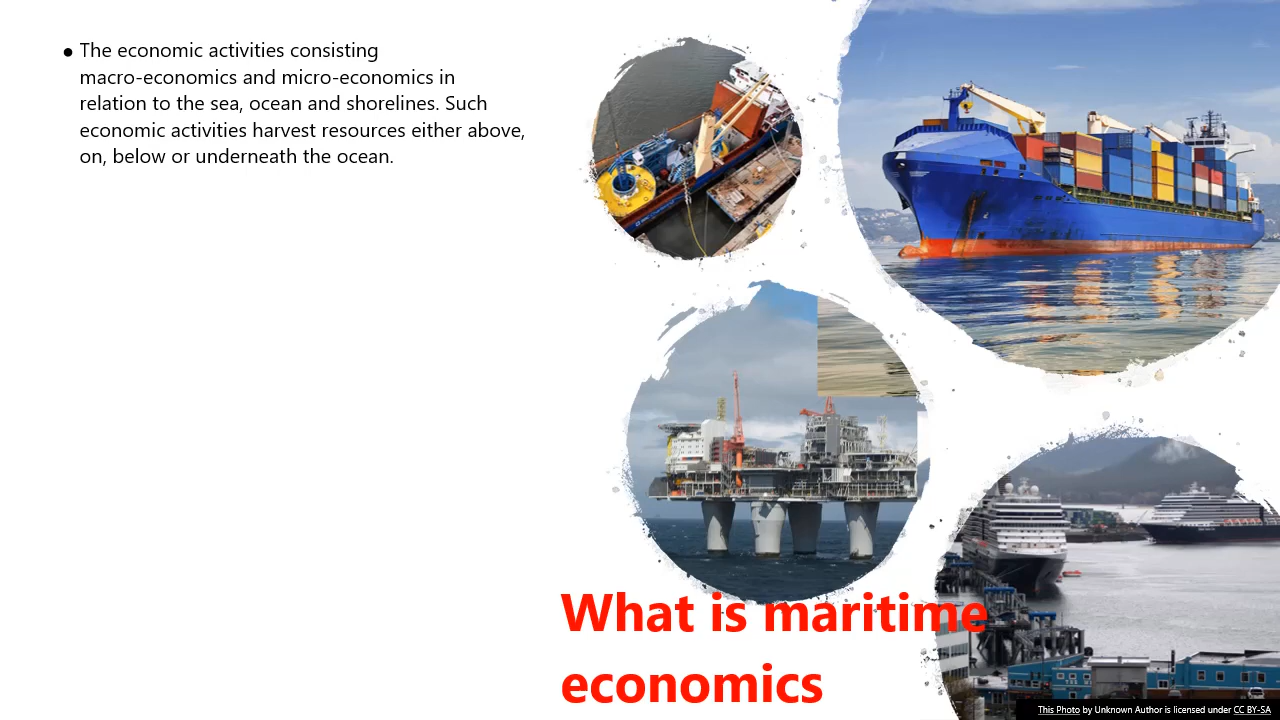 ● The economic activities consisting
macro-economics and micro-economics in
relation to the sea, ocean and shorelines. Such
economic activities harvest resources either above,
on, below or underneath the ocean.
What is maritime
economics
This Photo by Unknown Author is licensed under CC BY-SA